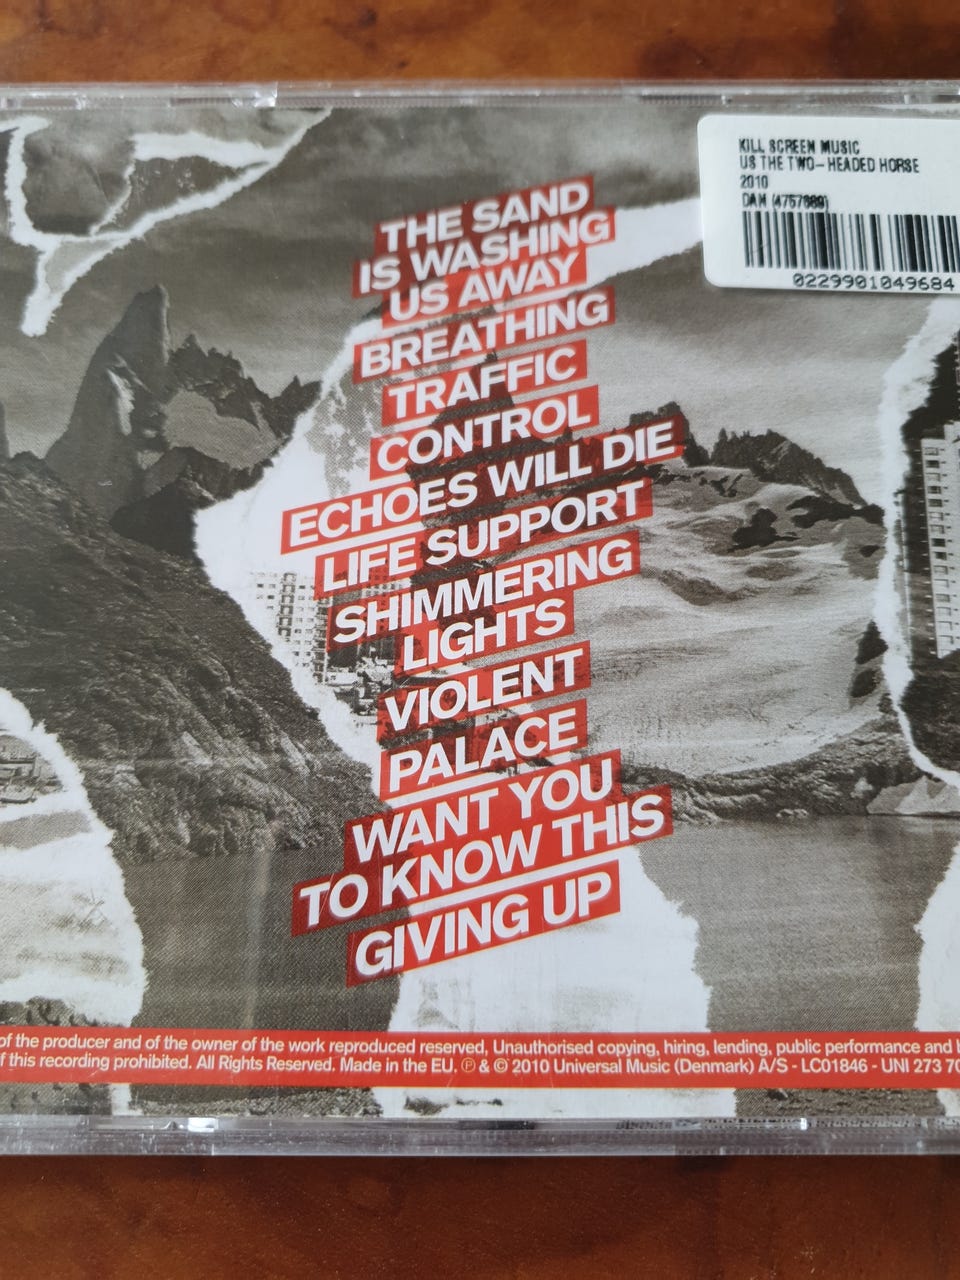 KILL SCREEN MUSIC
US THE TWO-HEADED HORSE
2010
DAN (4757689)
0229901049684
THE SAND
IS WASHING
US AWAY
BREATHING
TRAFFIC
CONTROL
ECHOES WILL DIE
LIFE SUPPORT
SHIMMERING
LIGHTS
VIOLENT
PALACE
WANT YOU
TO KNOW THIS
GIVING UP
of the producer and of the owner of the work reproduced reserved, Unauthorised copying, hiring, lending, public performance and
f this recording prohibited. All Rights Reserved. Made in the EU. ℗ & © 2010 Universal Music (Denmark) A/S - LC01846 - UNI 273 70